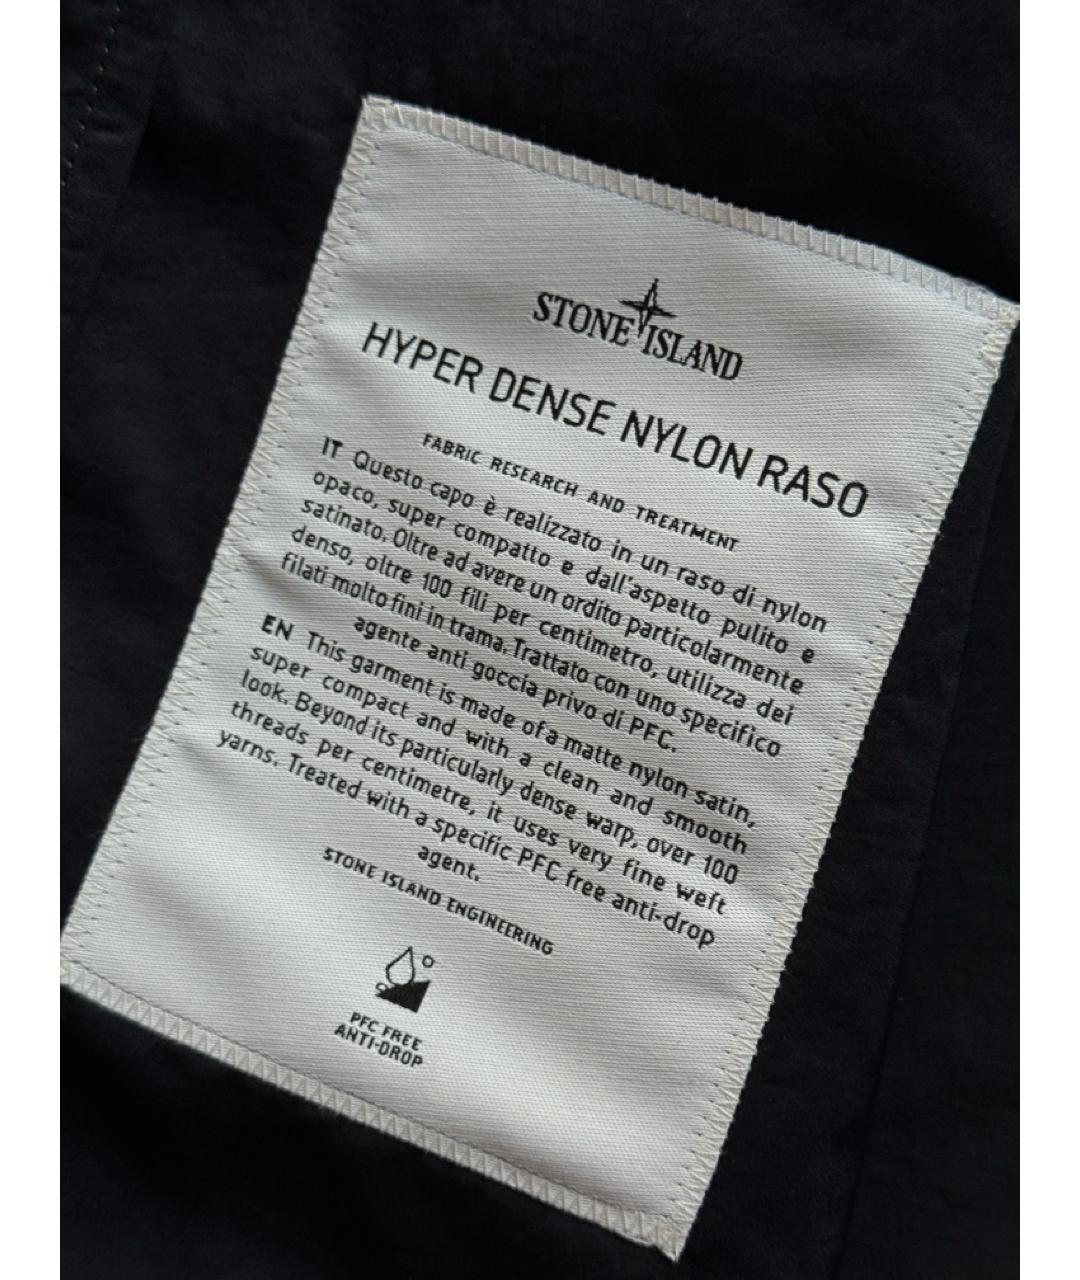 STONE ISLAND
HYPER DENSE NYLON RASO
FABRIC RESEARCH AND TREATMENT
IT Questo capo è realizzato in un raso di nylon
opaco, super compatto e dall'aspetto pulito e
satinato. Oltre ad avere un ordito particolarmente
denso, oltre 100 fili per centimetro, utilizza dei
filati molto fini in trama. Trattato con uno specifico
agente anti goccia privo di PFC.
EN This garment is made of a matte nylon satin,
super compact and with a clean and smooth
look. Beyond its particularly dense warp, over 100
threads per centimetre, it uses very fine weft
yarns. Treated with a specific PFC free anti-drop
agent.
STONE ISLAND ENGINEERING
PFC FREE
ANTI-DROP